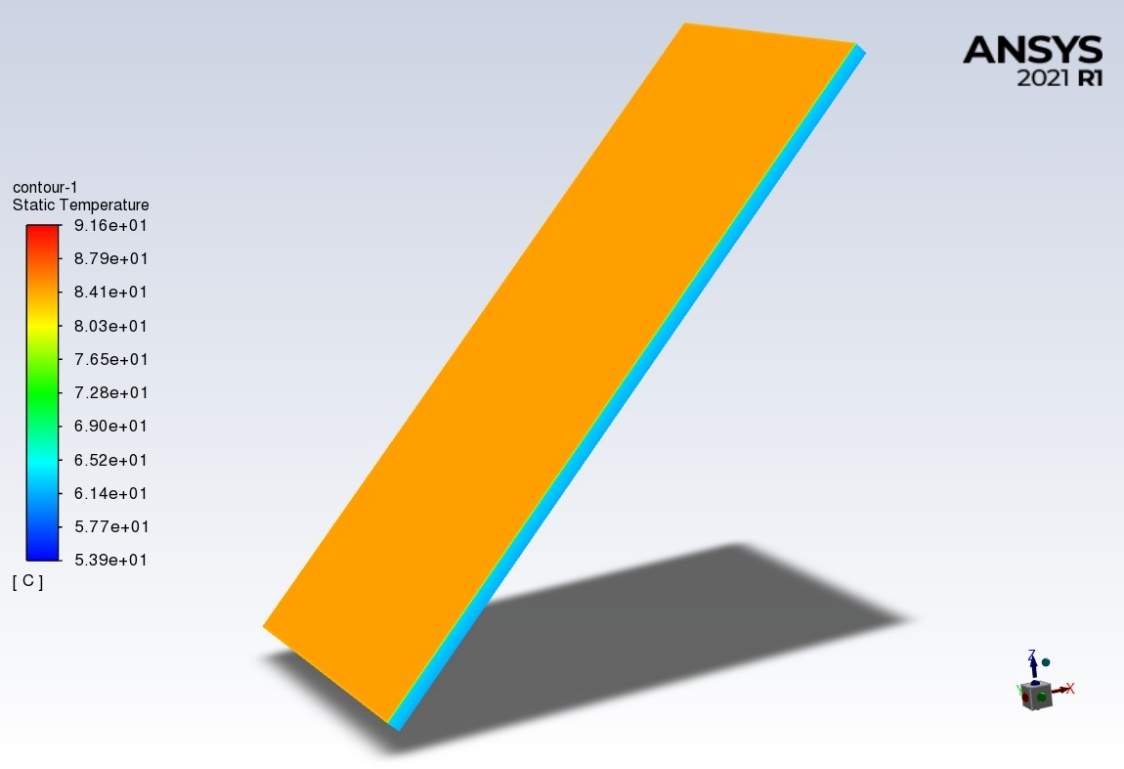 ANSYS
2021 R1
contour-1
Static Temperature
9.16e+01
8.79e+01
8.41e+01
8.03e+01
7.65e+01
7.28e+01
6.90e+01
6.52e+01
6.14e+01
5.77e+01
5.39e+01
[ C ]
Z
Y
X